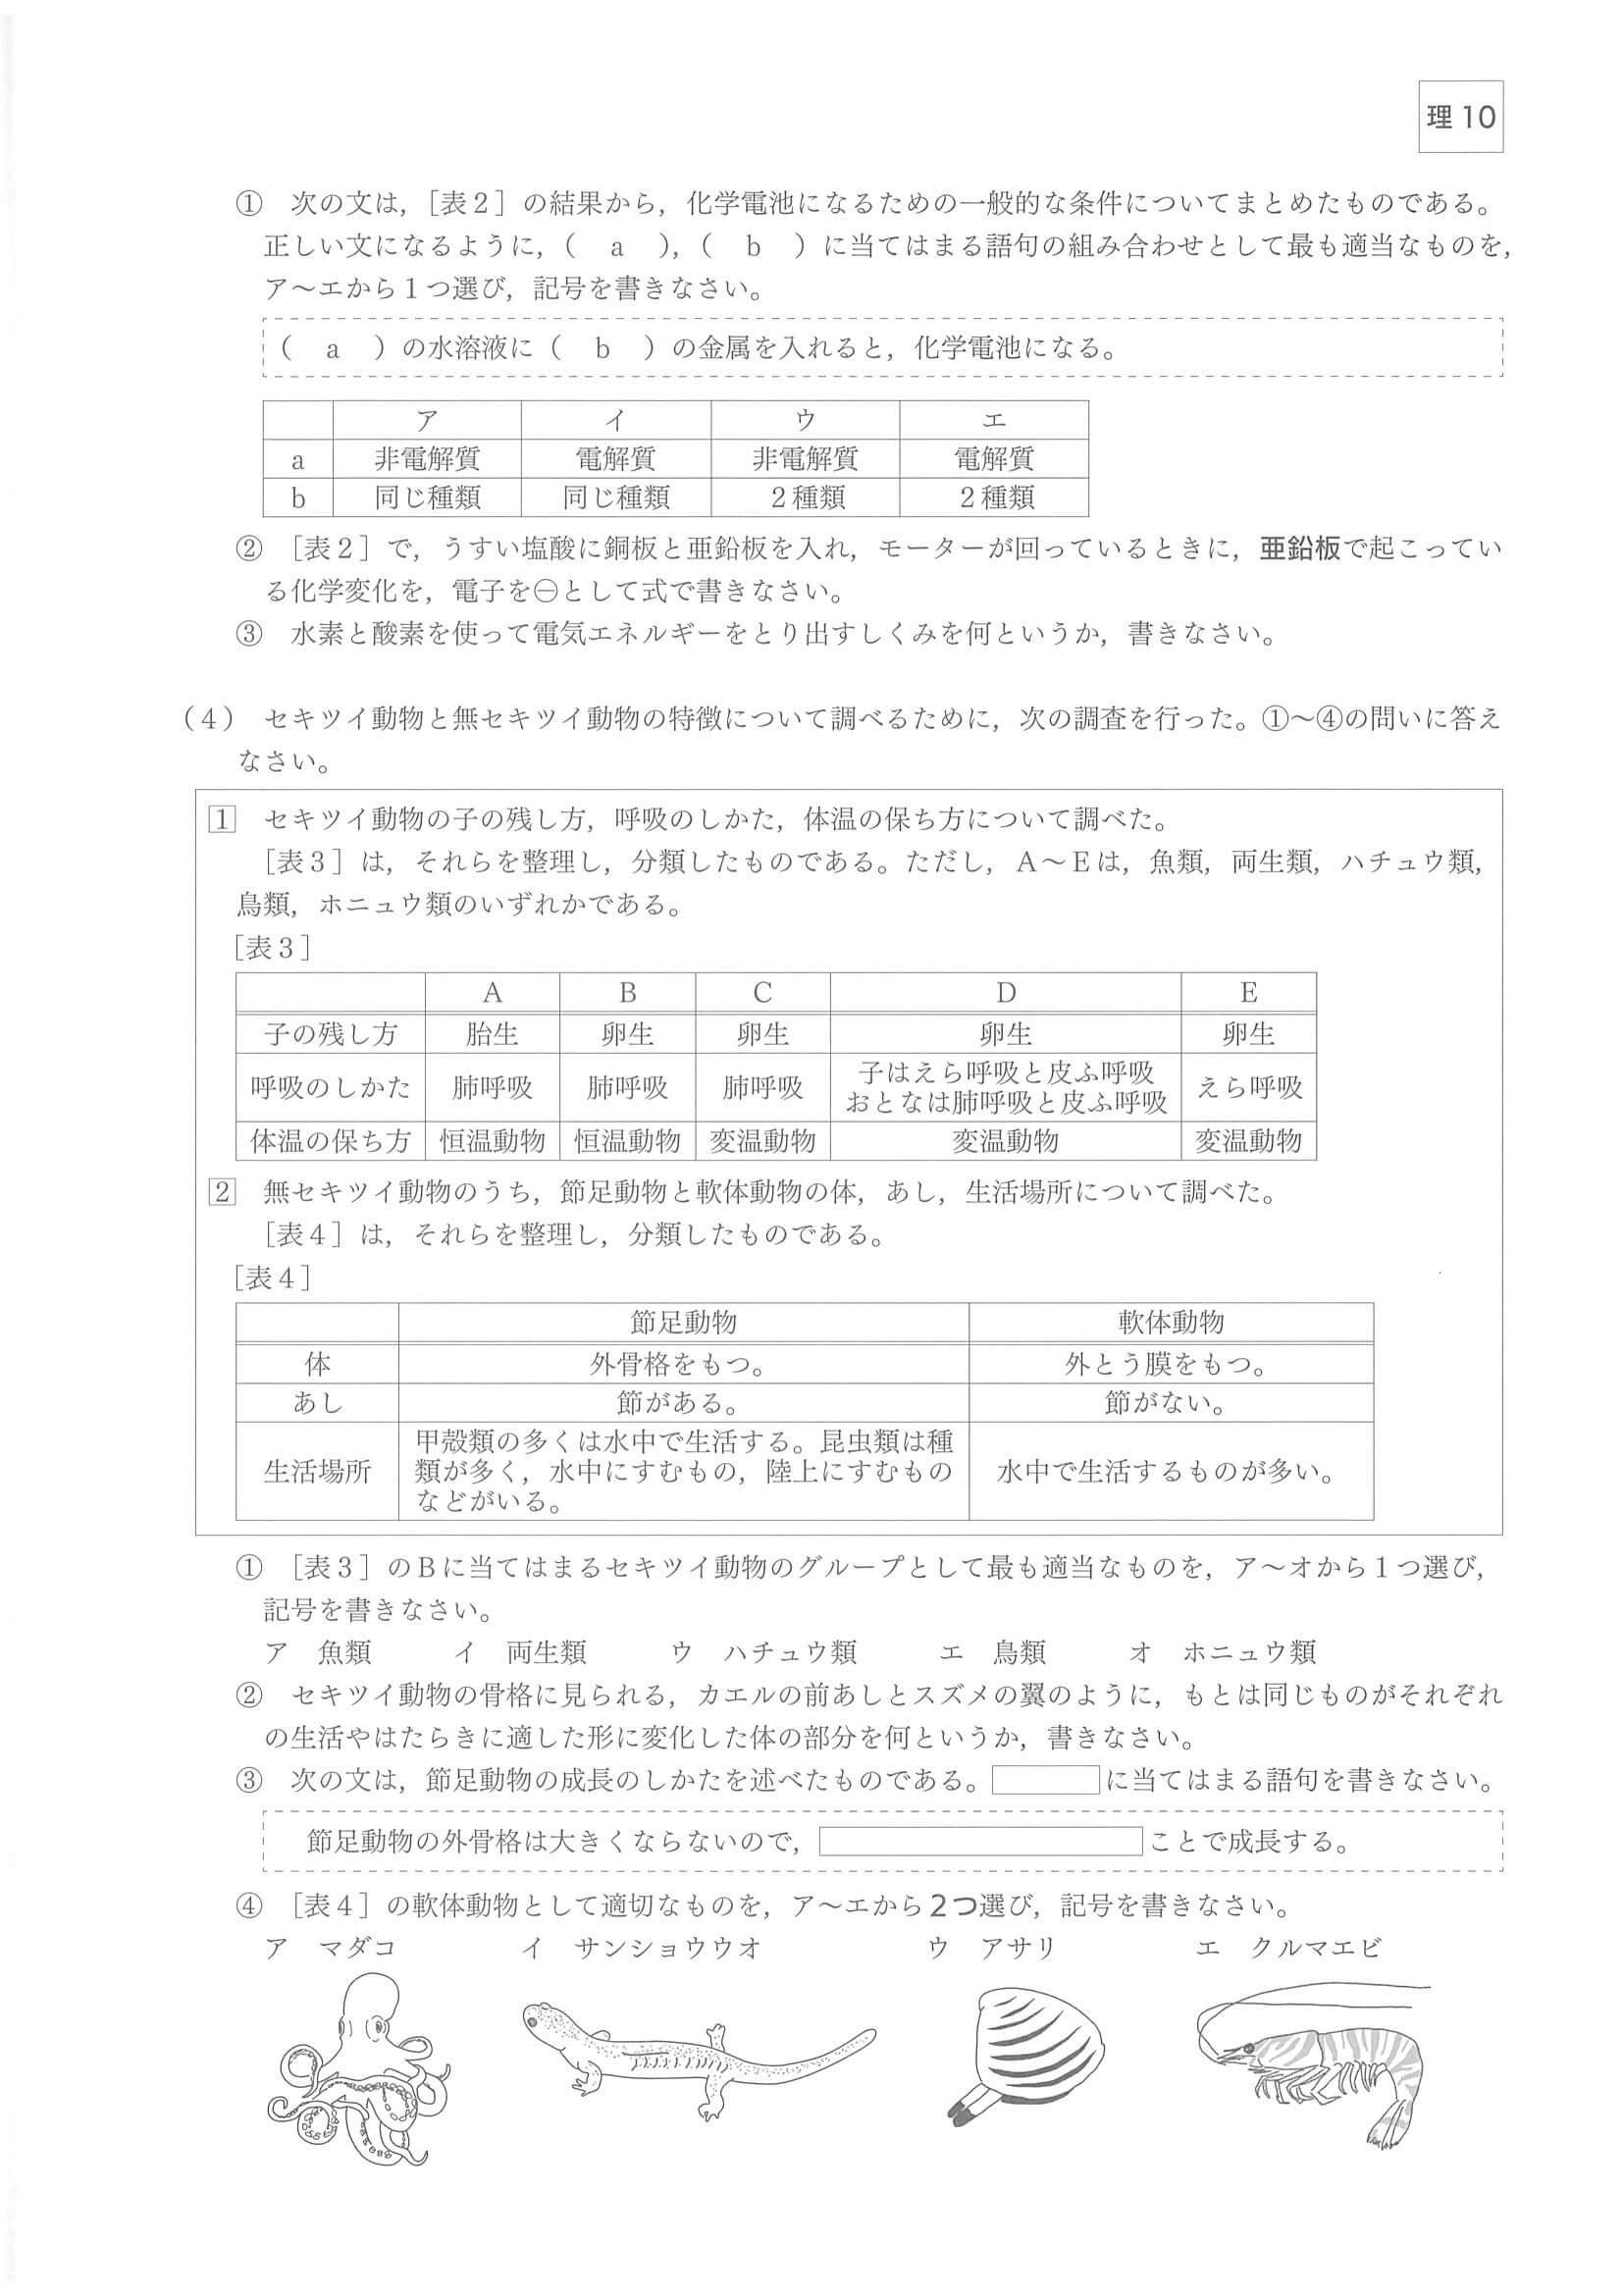 理10
① 次の文は，［表２］の結果から，化学電池になるための一般的な条件についてまとめたものである。
正しい文になるように，（　a　），（　b　）に当てはまる語句の組み合わせとして最も適当なものを，
ア～エから１つ選び，記号を書きなさい。
（　a　）の水溶液に（　b　）の金属を入れると，化学電池になる。
ア　イ　ウ　エ
a　非電解質　電解質　非電解質　電解質
b　同じ種類　同じ種類　２種類　２種類
② ［表２］で，うすい塩酸に銅板と亜鉛板を入れ，モーターが回っているときに，亜鉛板で起こってい
る化学変化を，電子を㊀として式で書きなさい。
③ 水素と酸素を使って電気エネルギーをとり出すしくみを何というか，書きなさい。
（４） セキツイ動物と無セキツイ動物の特徴について調べるために，次の調査を行った。①～④の問いに答え
なさい。
1 セキツイ動物の子の残し方，呼吸のしかた，体温の保ち方について調べた。
［表３］は，それらを整理し，分類したものである。ただし，Ａ～Ｅは，魚類，両生類，ハチュウ類，
鳥類，ホニュウ類のいずれかである。
［表３］
Ａ　Ｂ　Ｃ　Ｄ　Ｅ
子の残し方　胎生　卵生　卵生　卵生　卵生
子はえら呼吸と皮ふ呼吸
呼吸のしかた　肺呼吸　肺呼吸　肺呼吸　えら呼吸
おとなは肺呼吸と皮ふ呼吸
体温の保ち方　恒温動物　恒温動物　変温動物　変温動物　変温動物
2 無セキツイ動物のうち，節足動物と軟体動物の体，あし，生活場所について調べた。
［表４］は，それらを整理し，分類したものである。
［表４］
節足動物　軟体動物
体　外骨格をもつ。　外とう膜をもつ。
あし　節がある。　節がない。
甲殻類の多くは水中で生活する。昆虫類は種
生活場所　類が多く，水中にすむもの，陸上にすむもの　水中で生活するものが多い。
などがいる。
① ［表３］のＢに当てはまるセキツイ動物のグループとして最も適当なものを，ア～オから１つ選び，
記号を書きなさい。
ア　魚類　イ　両生類　ウ　ハチュウ類　エ　鳥類　オ　ホニュウ類
② セキツイ動物の骨格に見られる，カエルの前あしとスズメの翼のように，もとは同じものがそれぞれ
の生活やはたらきに適した形に変化した体の部分を何というか，書きなさい。
③ 次の文は，節足動物の成長のしかたを述べたものである。　　　に当てはまる語句を書きなさい。
節足動物の外骨格は大きくならないので，　　　ことで成長する。
④ ［表４］の軟体動物として適切なものを，ア～エから２つ選び，記号を書きなさい。
ア　マダコ　イ　サンショウウオ　ウ　アサリ　エ　クルマエビ